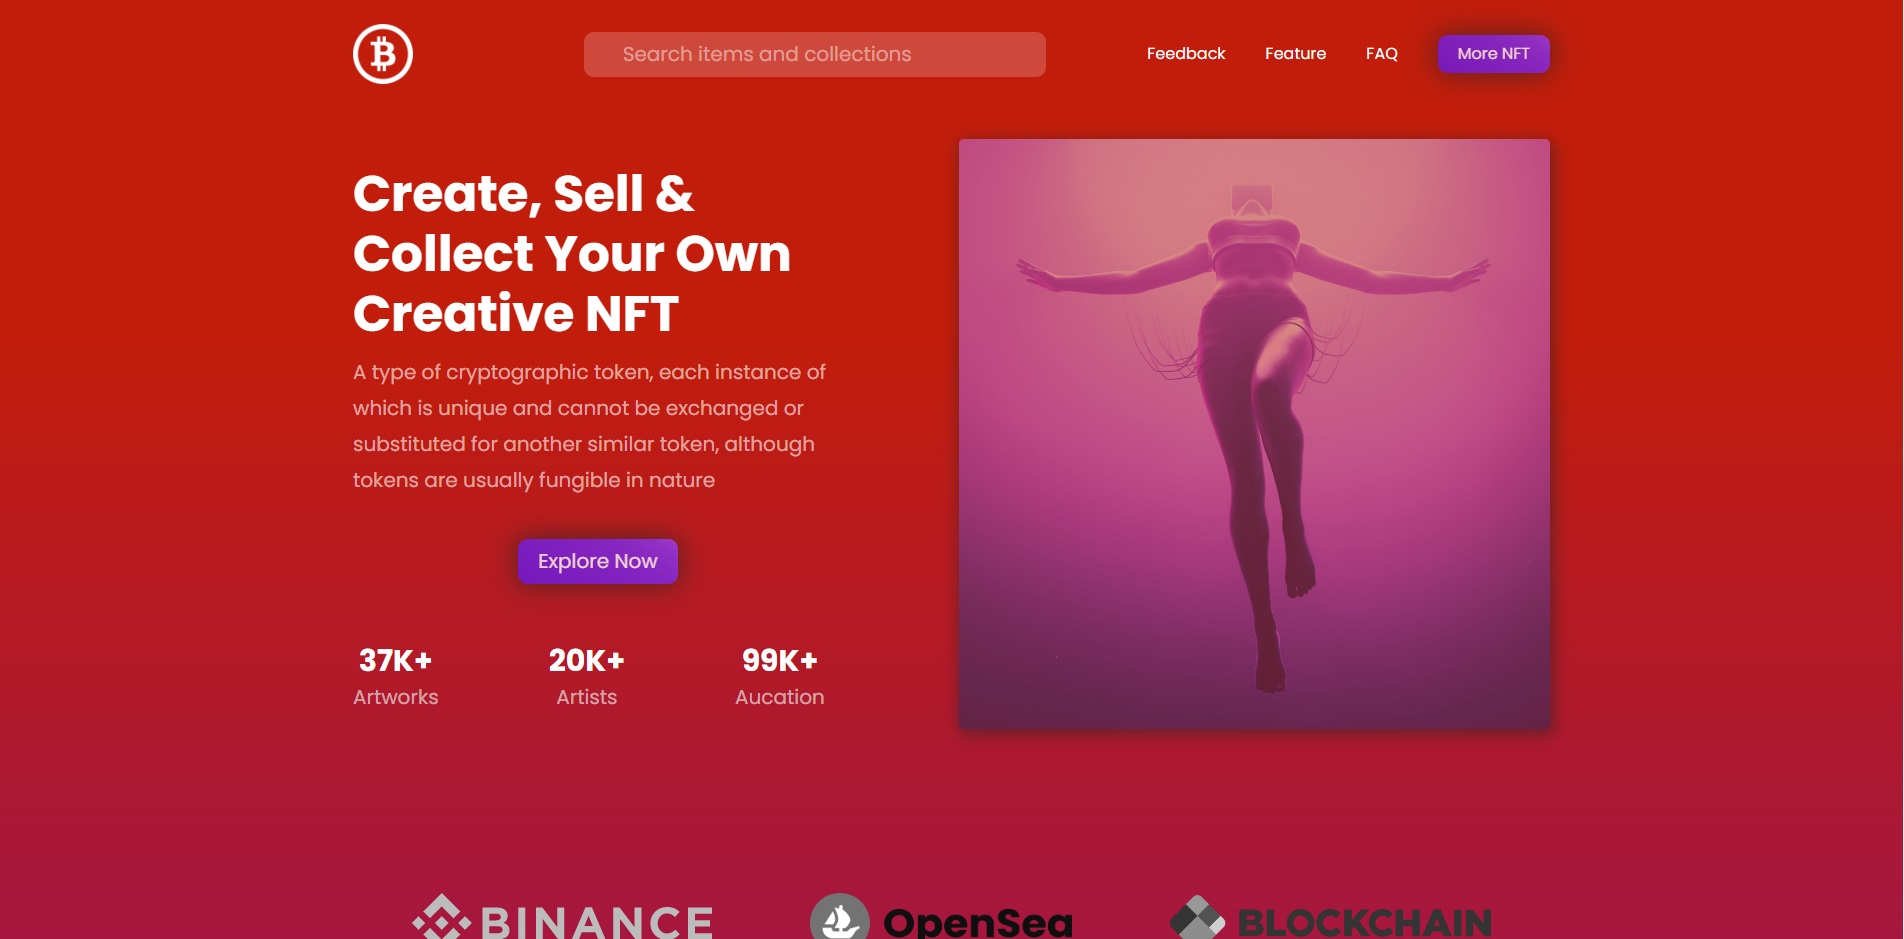 Search items and collections
Feedback
Feature
FAQ
More NFT
Create, Sell &
Collect Your Own
Creative NFT
A type of cryptographic token, each instance of
which is unique and cannot be exchanged or
substituted for another similar token, although
tokens are usually fungible in nature
Explore Now
37K+
Artworks
20K+
Artists
99K+
Aucation
BINANCE
OpenSea
BLOCKCHAIN